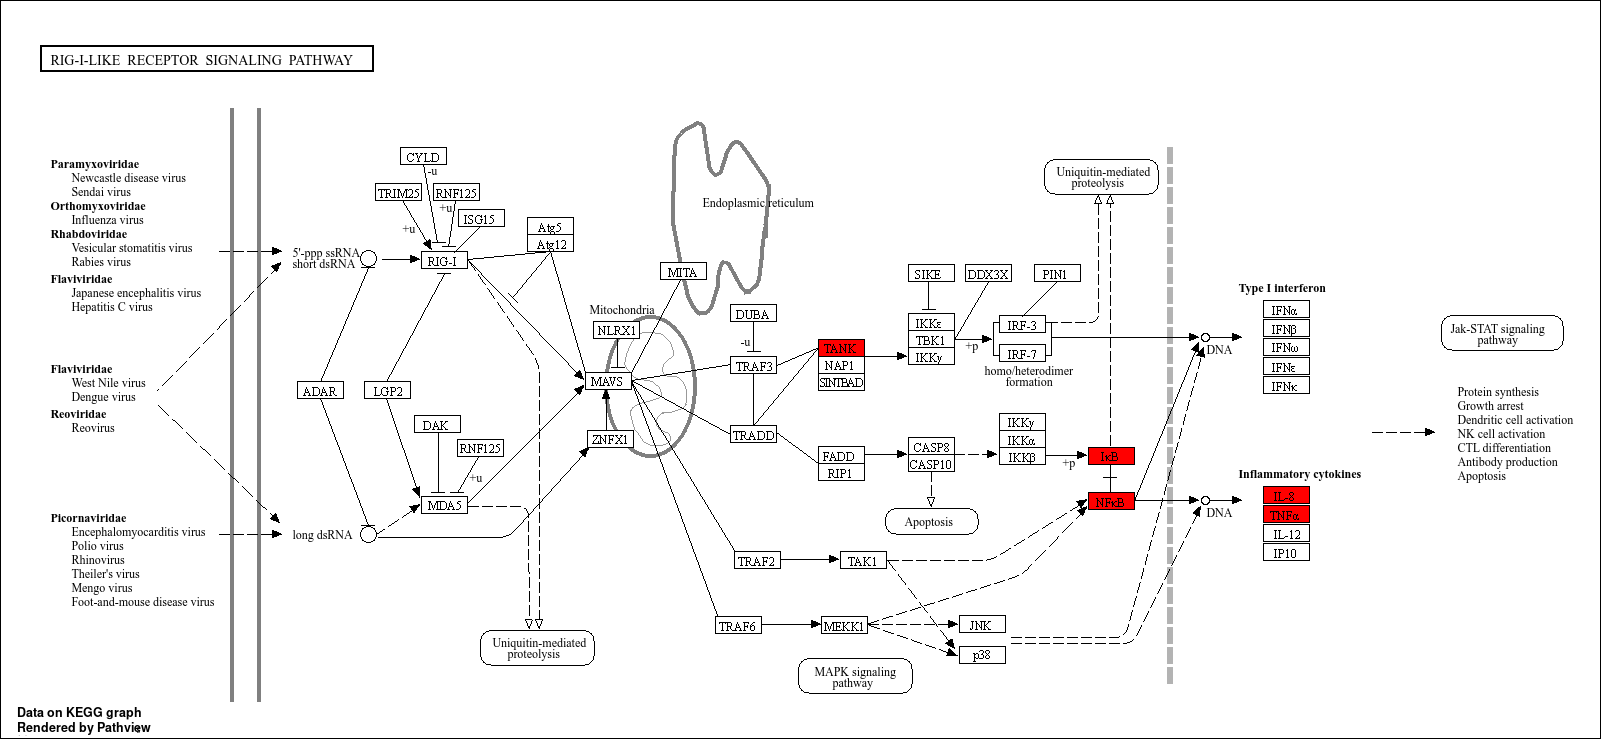 RIG-I-LIKE RECEPTOR SIGNALING PATHWAY
Paramyxoviridae
Newcastle disease virus
Sendai virus
Orthomyxoviridae
Influenza virus
Rhabdoviridae
Vesicular stomatitis virus
Rabies virus
Flaviviridae
Japanese encephalitis virus
Hepatitis C virus
Flaviviridae
West Nile virus
Dengue virus
Reoviridae
Reovirus
Picornaviridae
Encephalomyocarditis virus
Polio virus
Rhinovirus
Theiler's virus
Mengo virus
Foot-and-mouse disease virus
5'-ppp ssRNA
short dsRNA
ADAR
long dsRNA
CYLD
-u
TRIM25
RNF125
+u
+u
ISG15
RIG-I
Atg5
Atg12
LGP2
DAK
RNF125
+u
MDA5
Uniquitin-mediated
proteolysis
Endoplasmic reticulum
MITA
Mitochondria
NLRX1
MAVS
ZNFX1
DUBA
-u
TRAF3
TRADD
TRAF2
TRAF6
TANK
NAP1
SINTBAD
FADD
RIP1
TAK1
MEKK1
MAPK signaling
pathway
SIKE
DDX3X
PIN1
IKKε
TBK1
IKKγ
+p
IRF-3
IRF-7
homo/heterodimer
formation
CASP8
CASP10
Apoptosis
IKKγ
IKKα
IKKβ
+p
IκB
NFκB
JNK
p38
Uniquitin-mediated
proteolysis
DNA
DNA
Type I interferon
IFNα
IFNβ
IFNω
IFNε
IFNκ
Inflammatory cytokines
IL-8
TNFα
IL-12
IP10
Jak-STAT signaling
pathway
Protein synthesis
Growth arrest
Dendritic cell activation
NK cell activation
CTL differentiation
Antibody production
Apoptosis
Data on KEGG graph
Rendered by Pathview